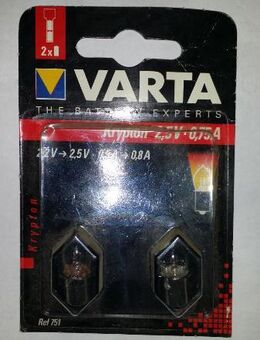 2x
VARTA
THE BATTERY EXPERTS
Krypton 2,5V·0,75A
2,2V→2,5V·0,5A→0,8A
Krypton
Ref 751